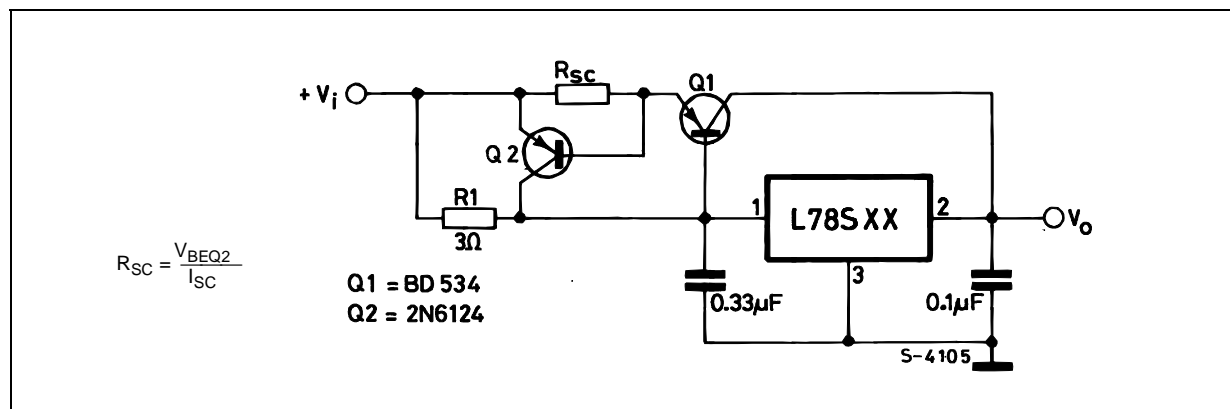 RSC
Q1
+ Vi
Q2
R1
3Ω
1
L78SXX
2
Vo
3
RSC = VBEQ2
ISC
Q1 = BD 534
Q2 = 2N6124
0.33µF
0.1µF
S-4105